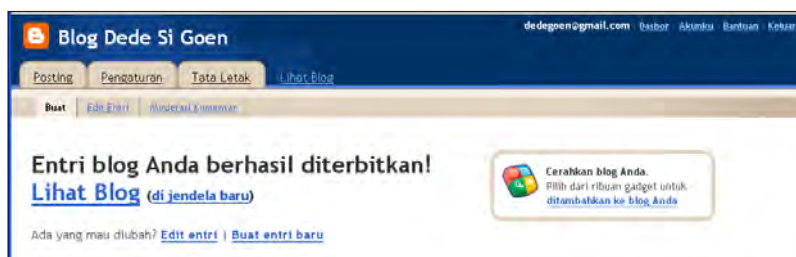 dedegoen@gmail.com Dasbor Akunku Bantuan Keluar
Blog Dede Si Goen
Posting Pengaturan Tata Letak Lihat Blog
Buat Edit Entri Moderasi Komentar
Entri blog Anda berhasil diterbitkan!
Lihat Blog (di jendela baru)
Cerahkan blog Anda.
Pilih dari ribuan gadget untuk
ditambahkan ke blog Anda
Ada yang mau diubah? Edit entri | Buat entri baru